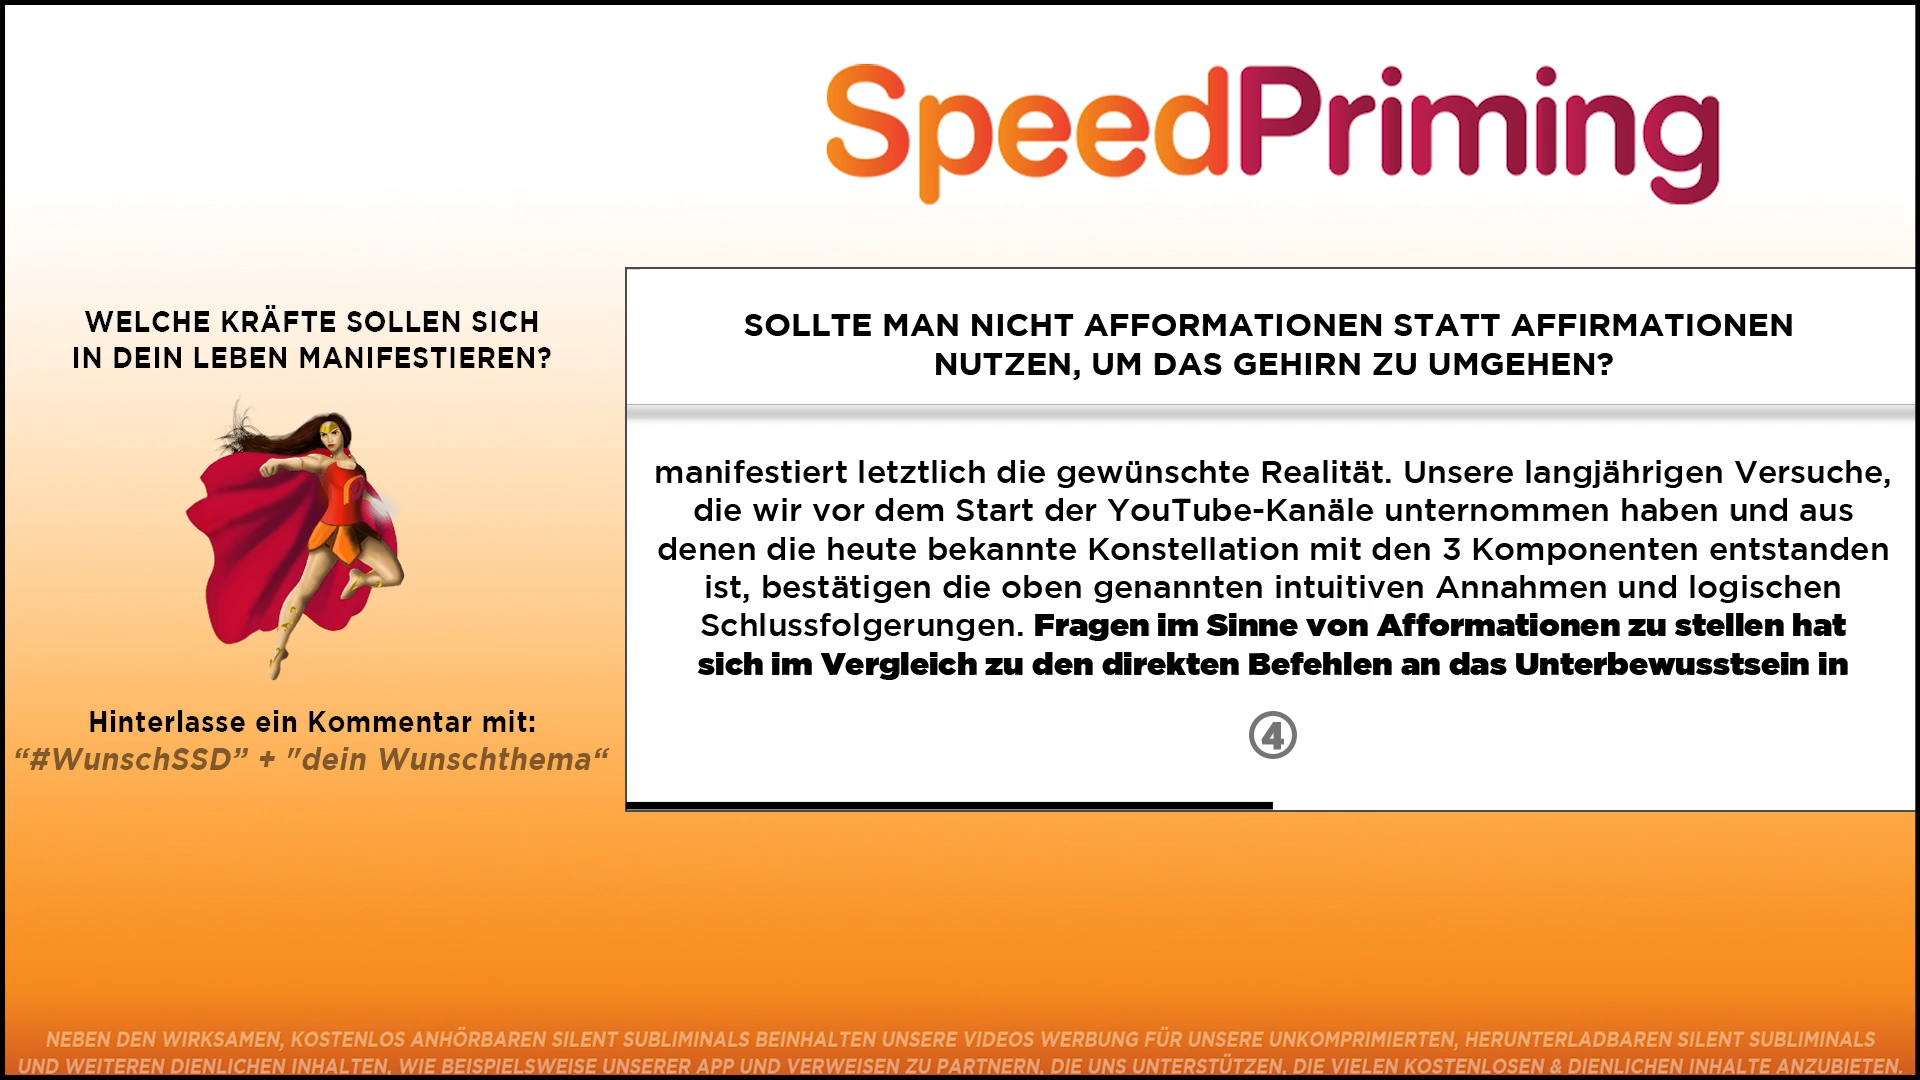 SpeedPriming
WELCHE KRÄFTE SOLLEN SICH
IN DEIN LEBEN MANIFESTIEREN?
Hinterlasse ein Kommentar mit:
“#WunschSSD” + "dein Wunschthema“
SOLLTE MAN NICHT AFFORMATIONEN STATT AFFIRMATIONEN
NUTZEN, UM DAS GEHIRN ZU UMGEHEN?
manifestiert letztlich die gewünschte Realität. Unsere langjährigen Versuche,
die wir vor dem Start der YouTube-Kanäle unternommen haben und aus
denen die heute bekannte Konstellation mit den 3 Komponenten entstanden
ist, bestätigen die oben genannten intuitiven Annahmen und logischen
Schlussfolgerungen. Fragen im Sinne von Afformationen zu stellen hat
sich im Vergleich zu den direkten Befehlen an das Unterbewusstsein in
④
NEBEN DEN WIRKSAMEN, KOSTENLOS ANHÖRBAREN SILENT SUBLIMINALS BEINHALTEN UNSERE VIDEOS WERBUNG FÜR UNSERE UNKOMPRIMIERTEN, HERUNTERLADBAREN SILENT SUBLIMINALS
UND WEITEREN DIENLICHEN INHALTEN, WIE BEISPIELSWEISE UNSERER APP UND VERWEISEN ZU PARTNERN, DIE UNS UNTERSTÜTZEN, DIE VIELEN KOSTENLOSEN & DIENLICHEN INHALTE ANZUBIETEN.